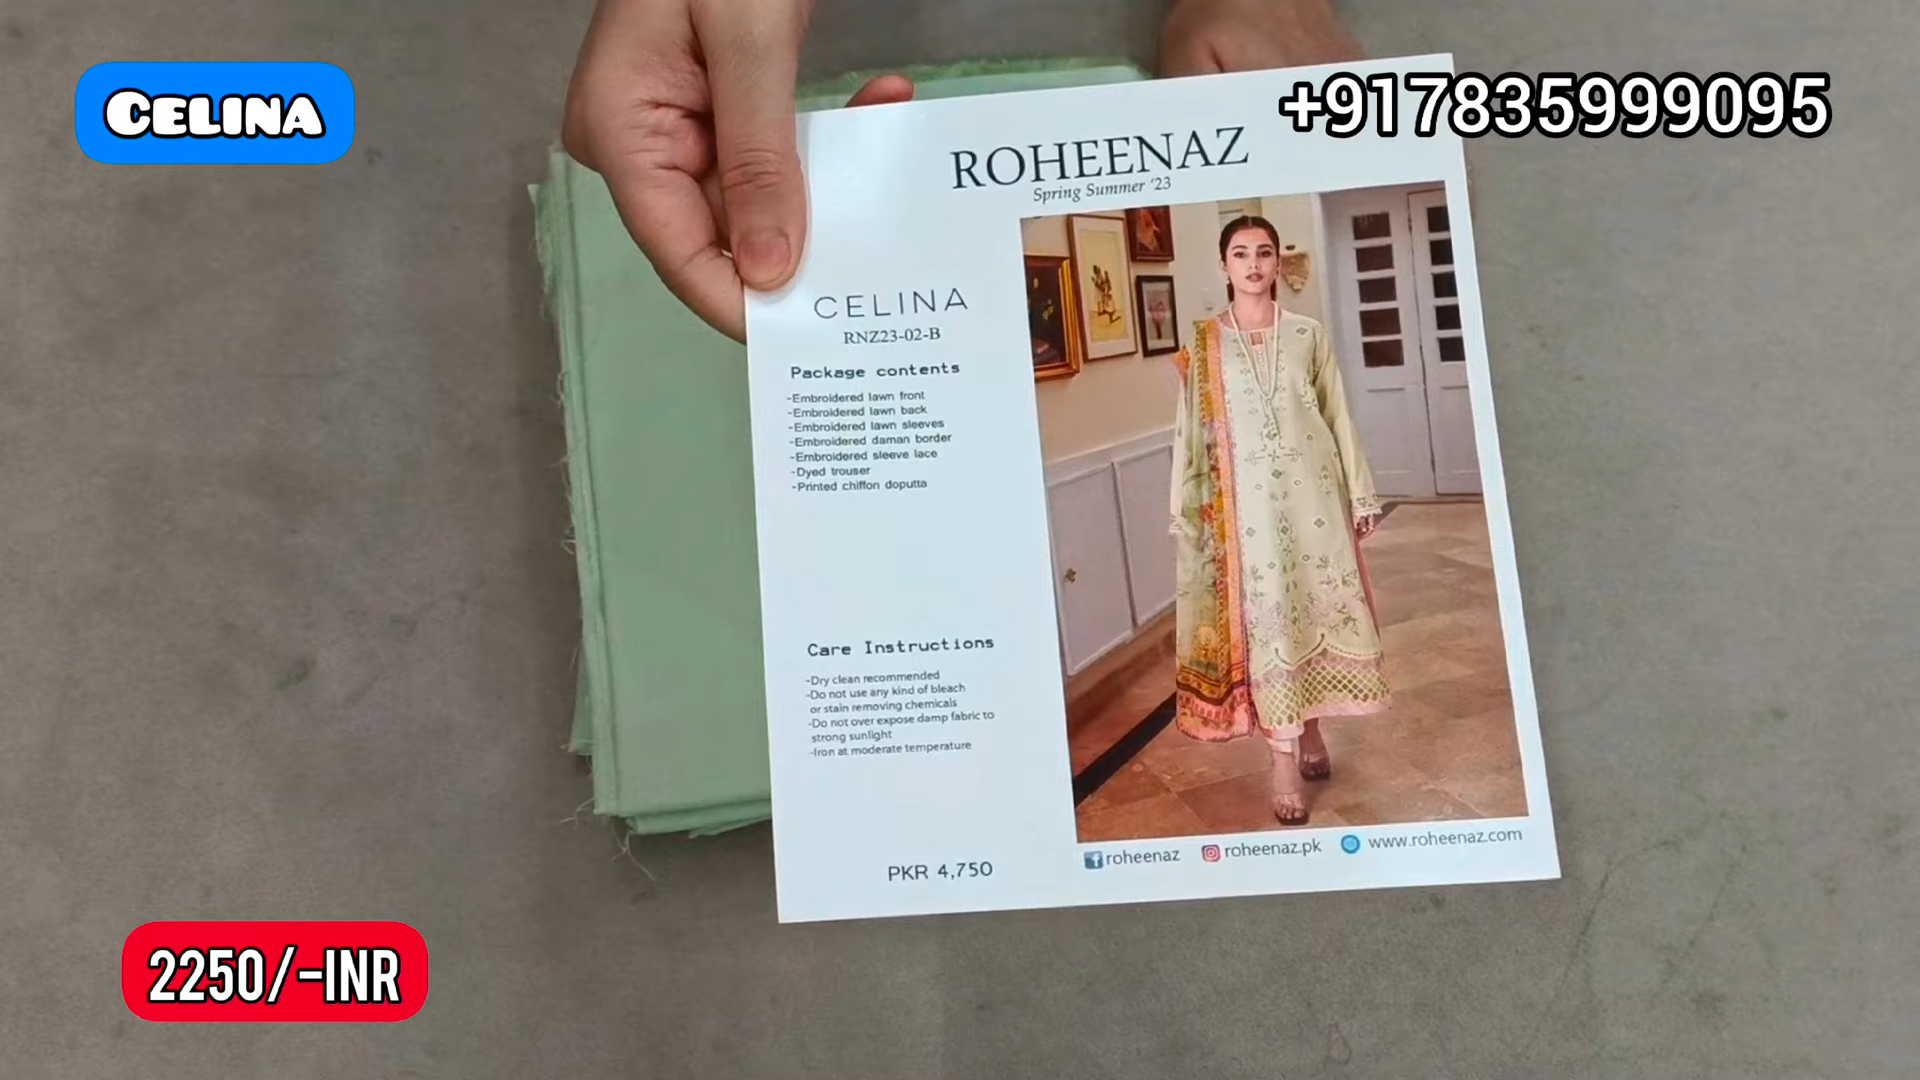 CELINA
+917835999095
ROHEENAZ
Spring Summer '23
CELINA
RNZ23-02-B
Package contents
-Embroidered lawn front
-Embroidered lawn back
-Embroidered lawn sleeves
-Embroidered daman border
-Embroidered sleeve lace
-Dyed trouser
-Printed chiffon doputta
Care Instructions
-Dry clean recommended
-Do not use any kind of bleach
or stain removing chemicals
-Do not over expose damp fabric to
strong sunlight
-Iron at moderate temperature
PKR 4,750
roheenaz roheenaz.pk www.roheenaz.com
2250/-INR